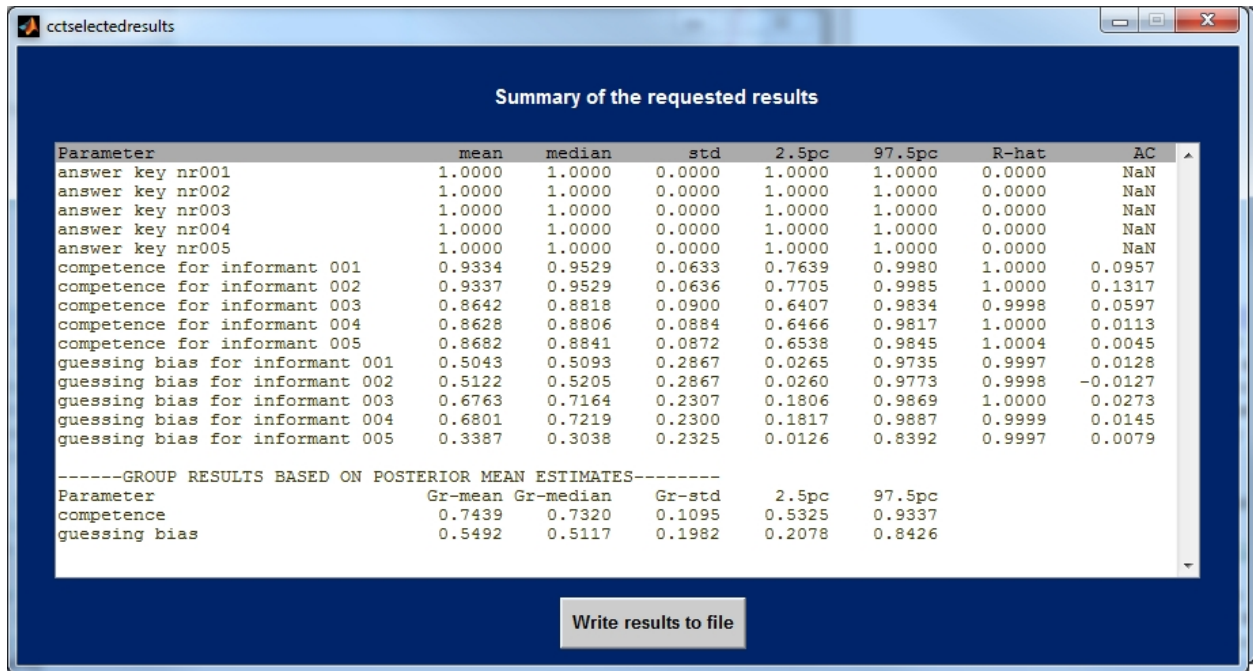 cctselectedresults
Summary of the requested results
Parameter mean median std 2.5pc 97.5pc R-hat AC
answer key nr001 1.0000 1.0000 0.0000 1.0000 1.0000 0.0000 NaN
answer key nr002 1.0000 1.0000 0.0000 1.0000 1.0000 0.0000 NaN
answer key nr003 1.0000 1.0000 0.0000 1.0000 1.0000 0.0000 NaN
answer key nr004 1.0000 1.0000 0.0000 1.0000 1.0000 0.0000 NaN
answer key nr005 1.0000 1.0000 0.0000 1.0000 1.0000 0.0000 NaN
competence for informant 001 0.9334 0.9529 0.0633 0.7639 0.9980 1.0000 0.0957
competence for informant 002 0.9337 0.9529 0.0636 0.7705 0.9985 1.0000 0.1317
competence for informant 003 0.8642 0.8818 0.0900 0.6407 0.9834 0.9998 0.0597
competence for informant 004 0.8628 0.8806 0.0884 0.6466 0.9817 1.0000 0.0113
competence for informant 005 0.8682 0.8841 0.0872 0.6538 0.9845 1.0004 0.0045
guessing bias for informant 001 0.5043 0.5093 0.2867 0.0265 0.9735 0.9997 0.0128
guessing bias for informant 002 0.5122 0.5205 0.2867 0.0260 0.9773 0.9998 -0.0127
guessing bias for informant 003 0.6763 0.7164 0.2307 0.1806 0.9869 1.0000 0.0273
guessing bias for informant 004 0.6801 0.7219 0.2300 0.1817 0.9887 0.9999 0.0145
guessing bias for informant 005 0.3387 0.3038 0.2325 0.0126 0.8392 0.9997 0.0079
------GROUP RESULTS BASED ON POSTERIOR MEAN ESTIMATES--------
Parameter Gr-mean Gr-median Gr-std 2.5pc 97.5pc
competence 0.7439 0.7320 0.1095 0.5325 0.9337
guessing bias 0.5492 0.5117 0.1982 0.2078 0.8426
Write results to file